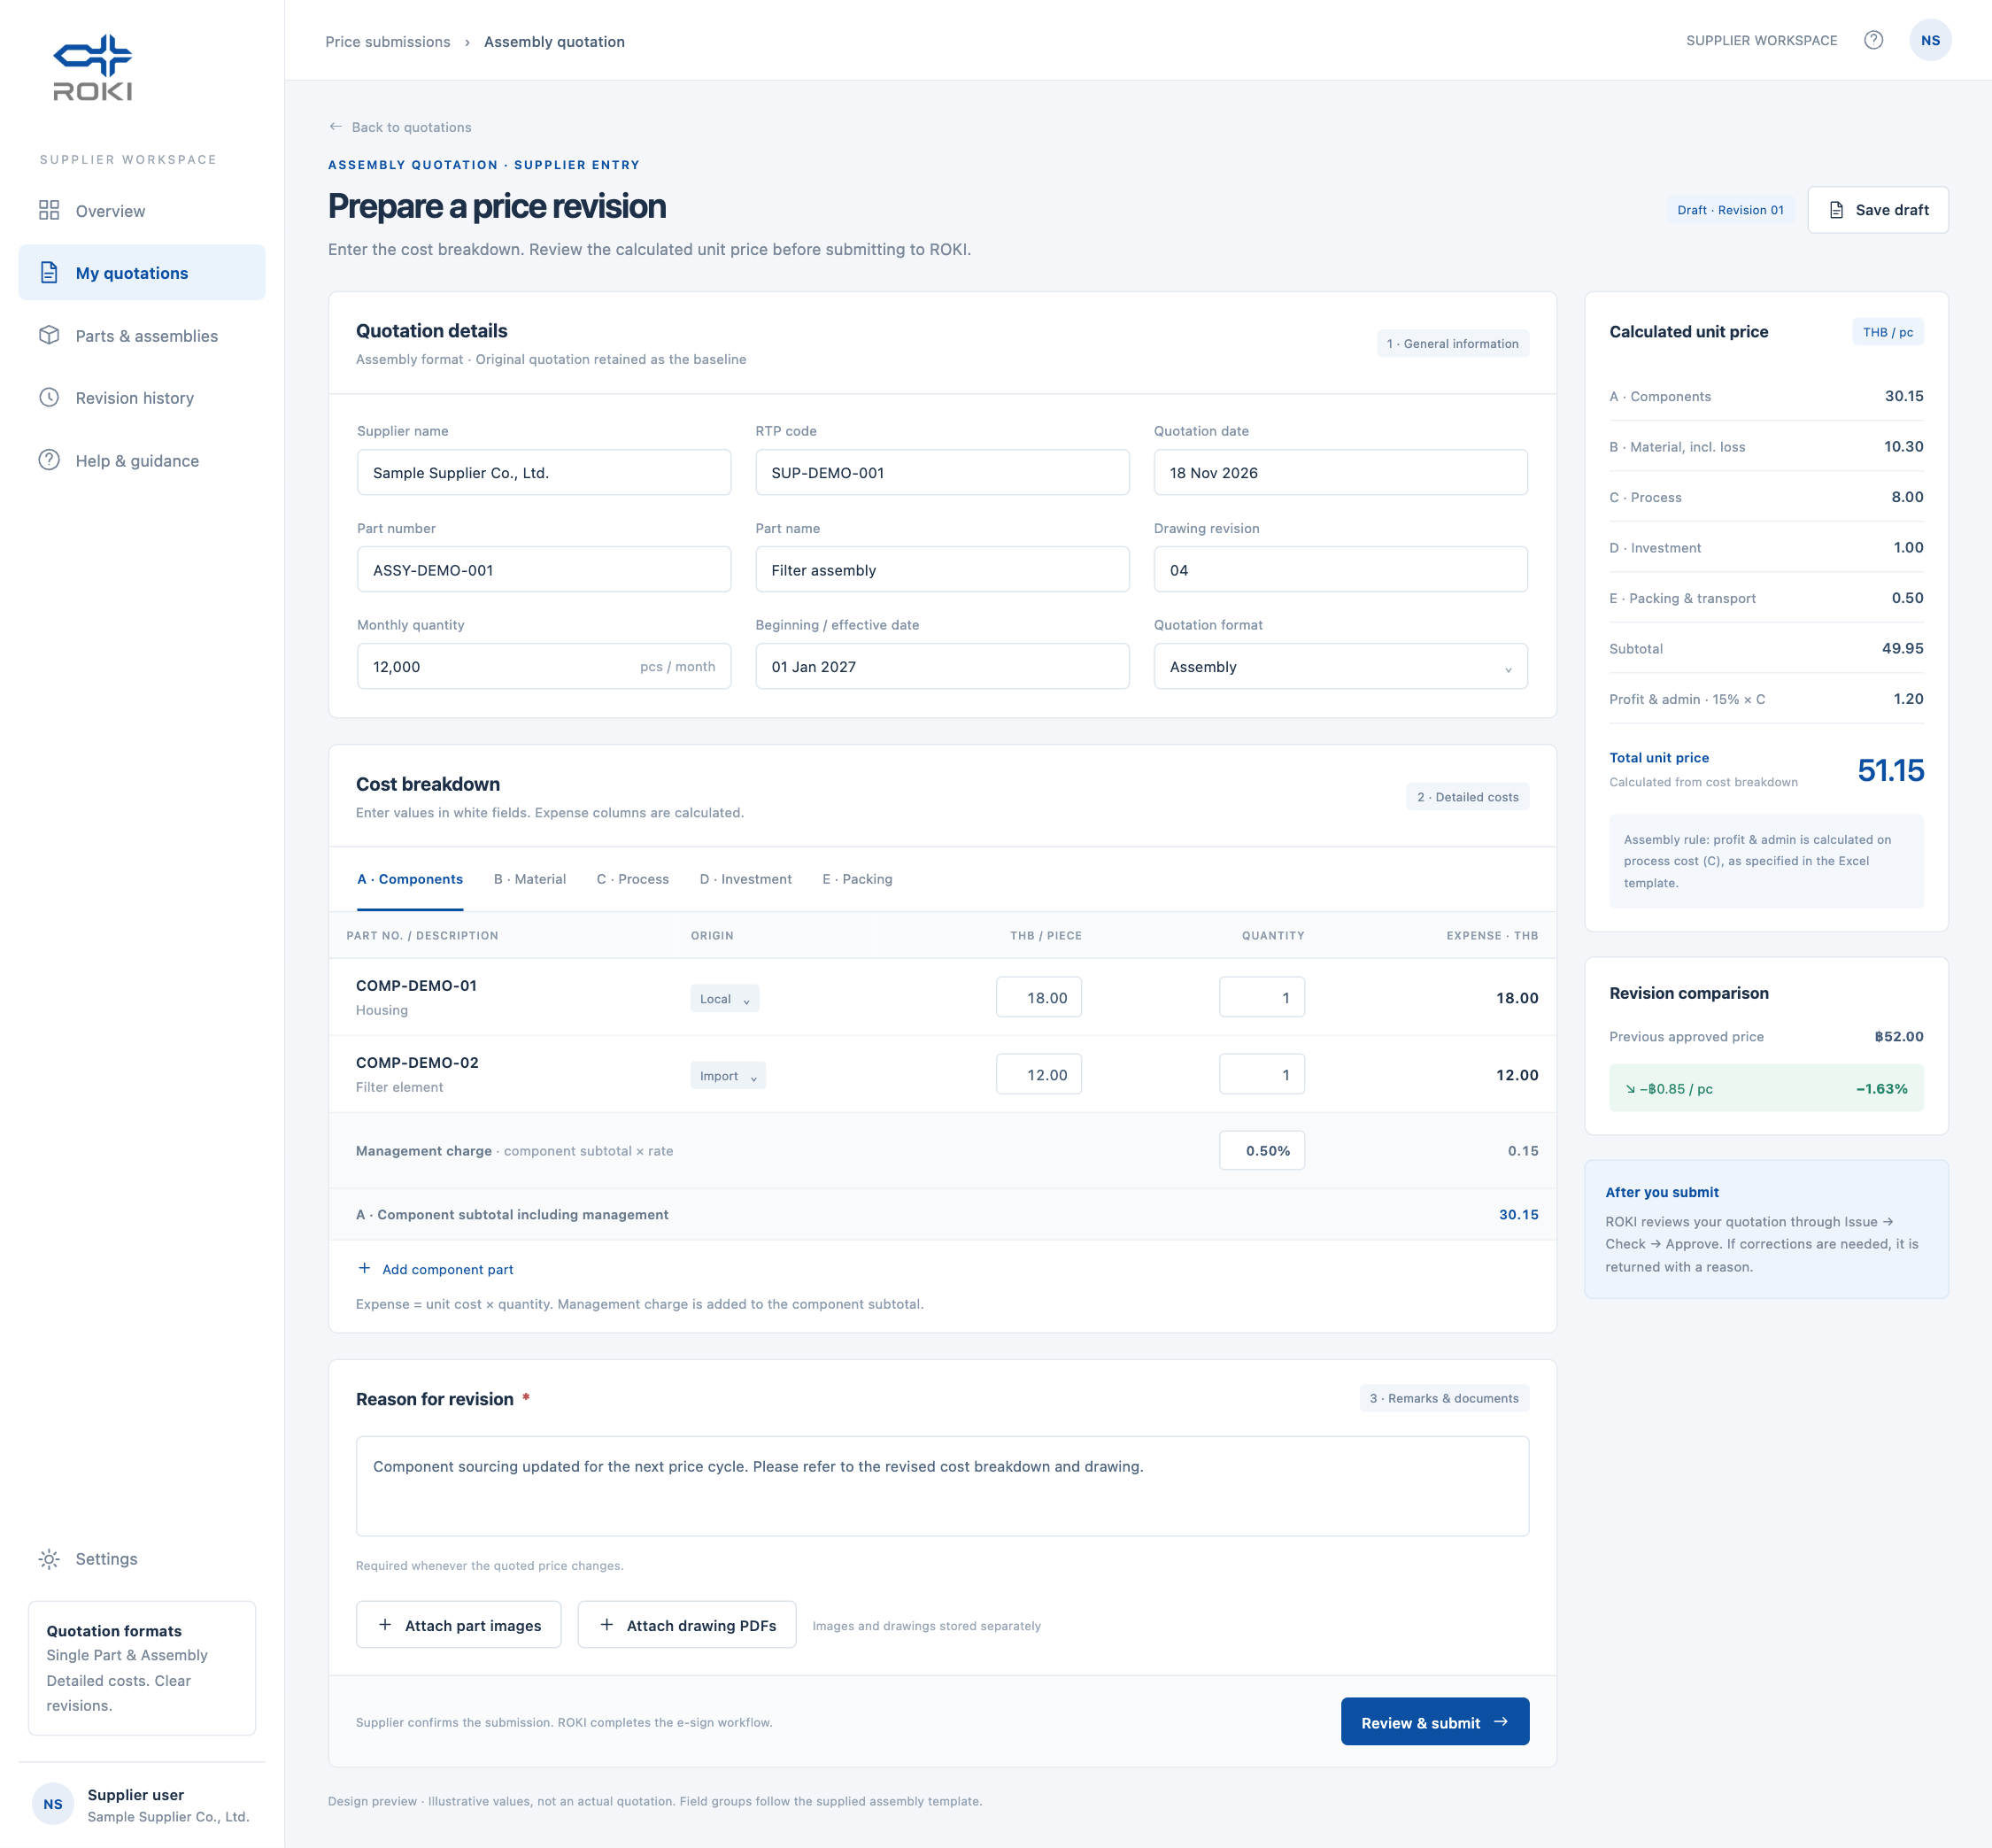 ROKI
SUPPLIER WORKSPACE
Overview
My quotations
Parts & assemblies
Revision history
Help & guidance
Settings
Quotation formats
Single Part & Assembly
Detailed costs. Clear
revisions.
NS
Supplier user
Sample Supplier Co., Ltd.
Price submissions › Assembly quotation
SUPPLIER WORKSPACE
NS
← Back to quotations
ASSEMBLY QUOTATION · SUPPLIER ENTRY
Prepare a price revision
Enter the cost breakdown. Review the calculated unit price before submitting to ROKI.
Draft · Revision 01
Save draft
Quotation details
Assembly format · Original quotation retained as the baseline
1 · General information
Supplier name RTP code Quotation date
Sample Supplier Co., Ltd. SUP-DEMO-001 18 Nov 2026
Part number Part name Drawing revision
ASSY-DEMO-001 Filter assembly 04
Monthly quantity Beginning / effective date Quotation format
12,000 pcs / month 01 Jan 2027 Assembly
Cost breakdown
Enter values in white fields. Expense columns are calculated.
2 · Detailed costs
A · Components B · Material C · Process D · Investment E · Packing
PART NO. / DESCRIPTION ORIGIN THB / PIECE QUANTITY EXPENSE · THB
COMP-DEMO-01
Housing
Local 18.00 1 18.00
COMP-DEMO-02
Filter element
Import 12.00 1 12.00
Management charge · component subtotal × rate 0.50% 0.15
A · Component subtotal including management 30.15
+ Add component part
Expense = unit cost × quantity. Management charge is added to the component subtotal.
Reason for revision *
3 · Remarks & documents
Component sourcing updated for the next price cycle. Please refer to the revised cost breakdown and drawing.
Required whenever the quoted price changes.
+ Attach part images + Attach drawing PDFs Images and drawings stored separately
Supplier confirms the submission. ROKI completes the e-sign workflow.
Review & submit →
Design preview · Illustrative values, not an actual quotation. Field groups follow the supplied assembly template.
Calculated unit price THB / pc
A · Components 30.15
B · Material, incl. loss 10.30
C · Process 8.00
D · Investment 1.00
E · Packing & transport 0.50
Subtotal 49.95
Profit & admin · 15% × C 1.20
Total unit price
Calculated from cost breakdown
51.15
Assembly rule: profit & admin is calculated on
process cost (C), as specified in the Excel
template.
Revision comparison
Previous approved price ฿52.00
↘ −฿0.85 / pc −1.63%
After you submit
ROKI reviews your quotation through Issue →
Check → Approve. If corrections are needed, it is
returned with a reason.